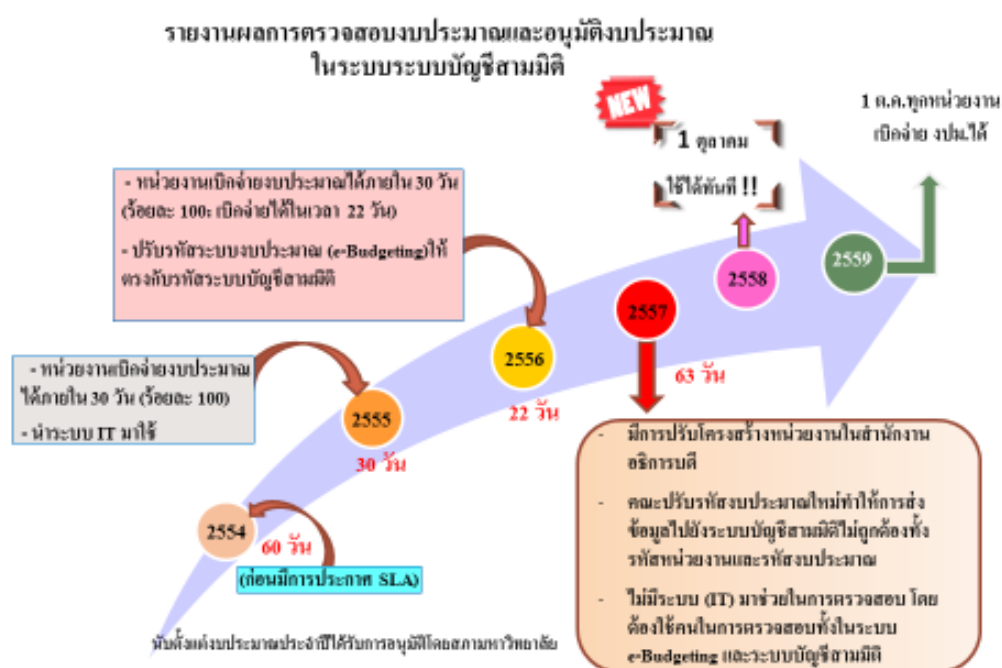 รายงานผลการตรวจสอบงบประมาณและอนุมัติงบประมาณ
ในระบบระบบบัญชีสามมิติ
NEW
1 ตุลาคม
ใช้ได้ทันที !!
1 ต.ค.ทุกหน่วยงาน
เบิกจ่าย งปม.ได้
- หน่วยงานเบิกจ่ายงบประมาณได้ภายใน 30 วัน
(ร้อยละ 100: เบิกจ่ายได้ในเวลา 22 วัน)
- ปรับรหัสระบบงบประมาณ (e-Budgeting)ให้
ตรงกับรหัสระบบบัญชีสามมิติ
2559
2558
2557
63 วัน
2556
22 วัน
- หน่วยงานเบิกจ่ายงบประมาณ
ได้ภายใน 30 วัน (ร้อยละ 100)
- นำระบบ IT มาใช้
2555
30 วัน
2554
60 วัน
(ก่อนมีการประกาศ SLA)
- มีการปรับโครงสร้างหน่วยงานในสำนักงาน
อธิการบดี
- คณะปรับรหัสงบประมาณใหม่ทำให้การส่ง
ข้อมูลไปยังระบบบัญชีสามมิติไม่ถูกต้องทั้ง
รหัสหน่วยงานและรหัสงบประมาณ
- ไม่มีระบบ (IT) มาช่วยในการตรวจสอบ โดย
ต้องใช้คนในการตรวจสอบทั้งในระบบ
e-Budgeting และระบบบัญชีสามมิติ
นับตั้งแต่งบประมาณประจำปีได้รับการอนุมัติโดยสภามหาวิทยาลัย